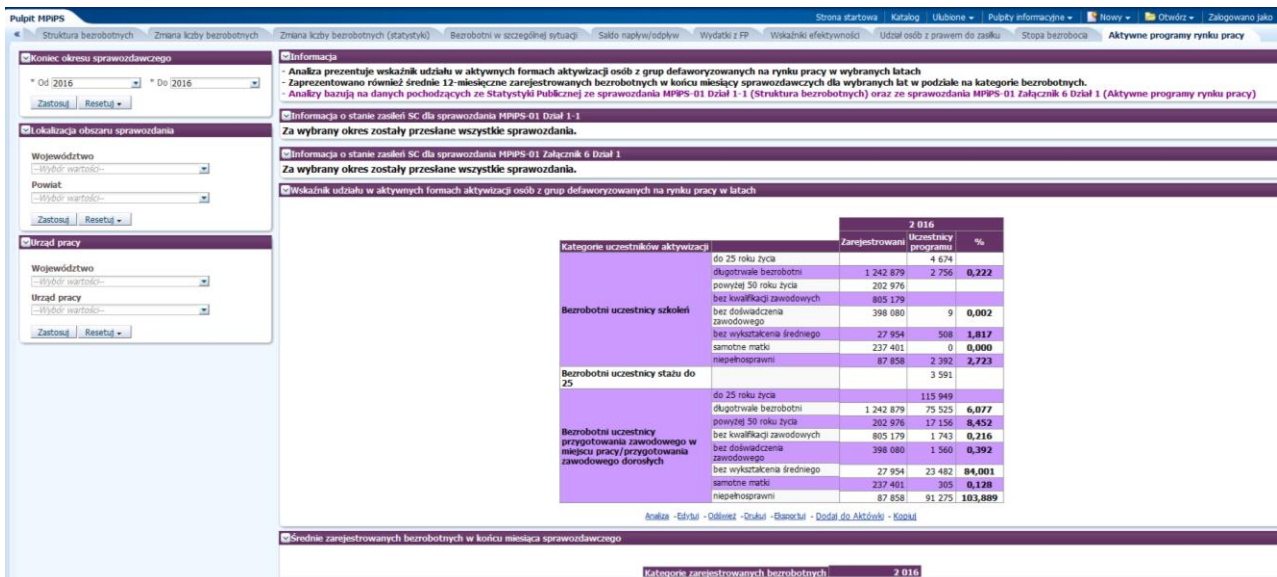 Pulpit MPiPS
Strona startowa Katalog Ulubione Pulpity informacyjne Nowy Otwórz Zalogowano jako
« Struktura bezrobotnych Zmiana liczby bezrobotnych Zmiana liczby bezrobotnych (statystyki) Bezrobotni w szczególnej sytuacji Saldo napływ/odpływ Wydatki z FP Wskaźniki efektywności Udział osób z prawem do zasiłku Stopa bezrobocia Aktywne programy rynku pracy
Koniec okresu sprawozdawczego
* Od 2016 * Do 2016
Zastosuj Resetuj
Lokalizacja obszaru sprawozdania
Województwo
--Wybór wartości--
Powiat
--Wybór wartości--
Zastosuj Resetuj
Urząd pracy
Województwo
--Wybór wartości--
Urząd pracy
--Wybór wartości--
Zastosuj Resetuj
Informacja
- Analiza prezentuje wskaźnik udziału w aktywnych formach aktywizacji osób z grup defaworyzowanych na rynku pracy w wybranych latach
- Zaprezentowano również średnie 12-miesięczne zarejestrowanych bezrobotnych w końcu miesięcy sprawozdawczych dla wybranych lat w podziale na kategorie bezrobotnych.
- Analizy bazują na danych pochodzących ze Statystyki Publicznej ze sprawozdania MPiPS-01 Dział 1-1 (Struktura bezrobotnych) oraz ze sprawozdania MPiPS-01 Załącznik 6 Dział 1 (Aktywne programy rynku pracy)
Informacja o stanie zasileń SC dla sprawozdania MPiPS-01 Dział 1-1
Za wybrany okres zostały przesłane wszystkie sprawozdania.
Informacja o stanie zasileń SC dla sprawozdania MPiPS-01 Załącznik 6 Dział 1
Za wybrany okres zostały przesłane wszystkie sprawozdania.
Wskaźnik udziału w aktywnych formach aktywizacji osób z grup defaworyzowanych na rynku pracy w latach
2 016
Kategorie uczestników aktywizacji Zarejestrowani Uczestnicy programu %
Bezrobotni uczestnicy szkoleń
do 25 roku życia 4 674
długotrwale bezrobotni 1 242 879 2 756 0,222
powyżej 50 roku życia 202 976
bez kwalifikacji zawodowych 805 179
bez doświadczenia zawodowego 398 080 9 0,002
bez wykształcenia średniego 27 954 508 1,817
samotne matki 237 401 0 0,000
niepełnosprawni 87 858 2 392 2,723
Bezrobotni uczestnicy stażu do 25 3 591
Bezrobotni uczestnicy przygotowania zawodowego w miejscu pracy/przygotowania zawodowego dorosłych
do 25 roku życia 115 949
długotrwale bezrobotni 1 242 879 75 525 6,077
powyżej 50 roku życia 202 976 17 156 8,452
bez kwalifikacji zawodowych 805 179 1 743 0,216
bez doświadczenia zawodowego 398 080 1 560 0,392
bez wykształcenia średniego 27 954 23 482 84,001
samotne matki 237 401 305 0,128
niepełnosprawni 87 858 91 275 103,889
Analiza - Edytuj - Odśwież - Drukuj - Eksportuj - Dodaj do Aktówki - Kopiuj
Średnie zarejestrowanych bezrobotnych w końcu miesiąca sprawozdawczego
Kategorie zarejestrowanych bezrobotnych 2 016